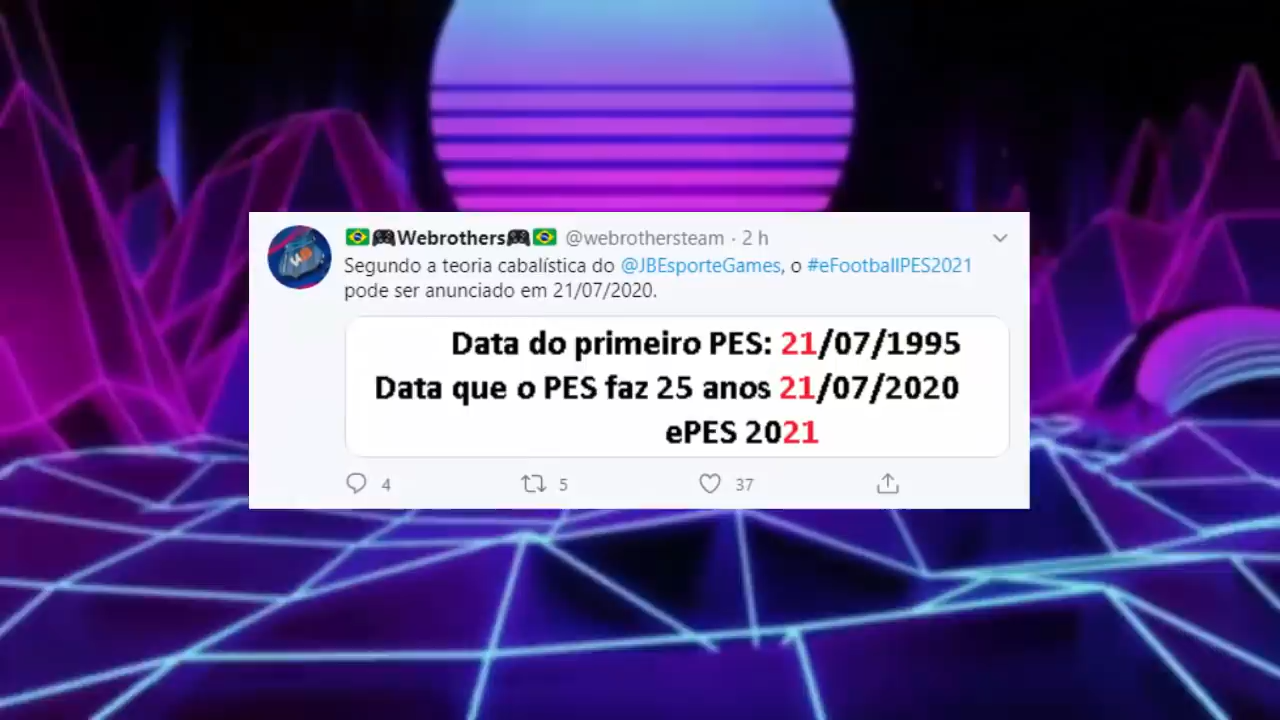 🇧🇷🎮Webrothers🎮🇧🇷 @webrothersteam · 2 h
Segundo a teoria cabalística do @JBEsporteGames, o #eFootballPES2021
pode ser anunciado em 21/07/2020.
Data do primeiro PES: 21/07/1995
Data que o PES faz 25 anos 21/07/2020
ePES 2021
4 5 37